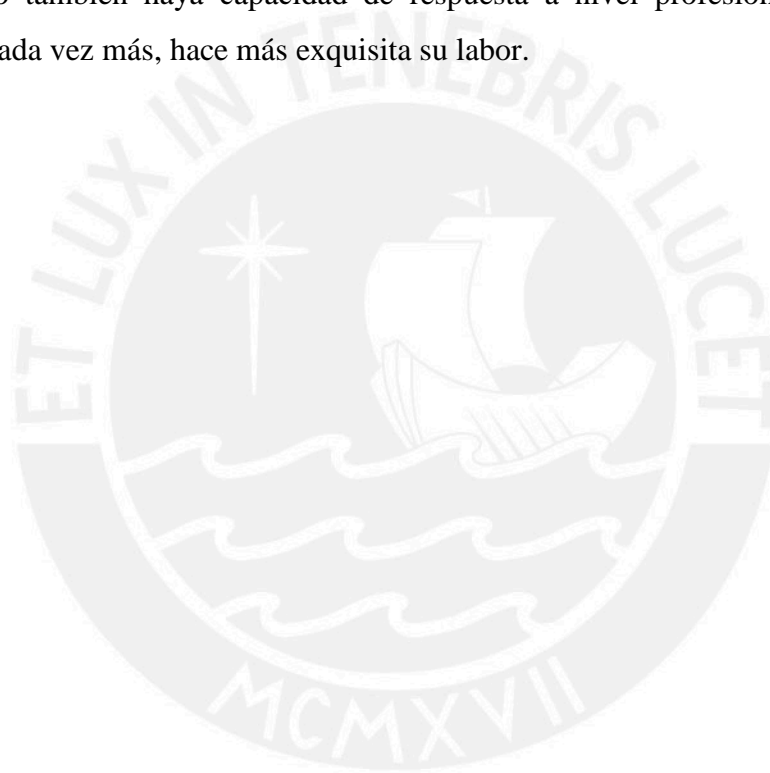 también haya capacidad de respuesta a nivel
vez más, hace más exquisita su labor.
ET LUX IN TENEBRIS LUCET
MCMXVII